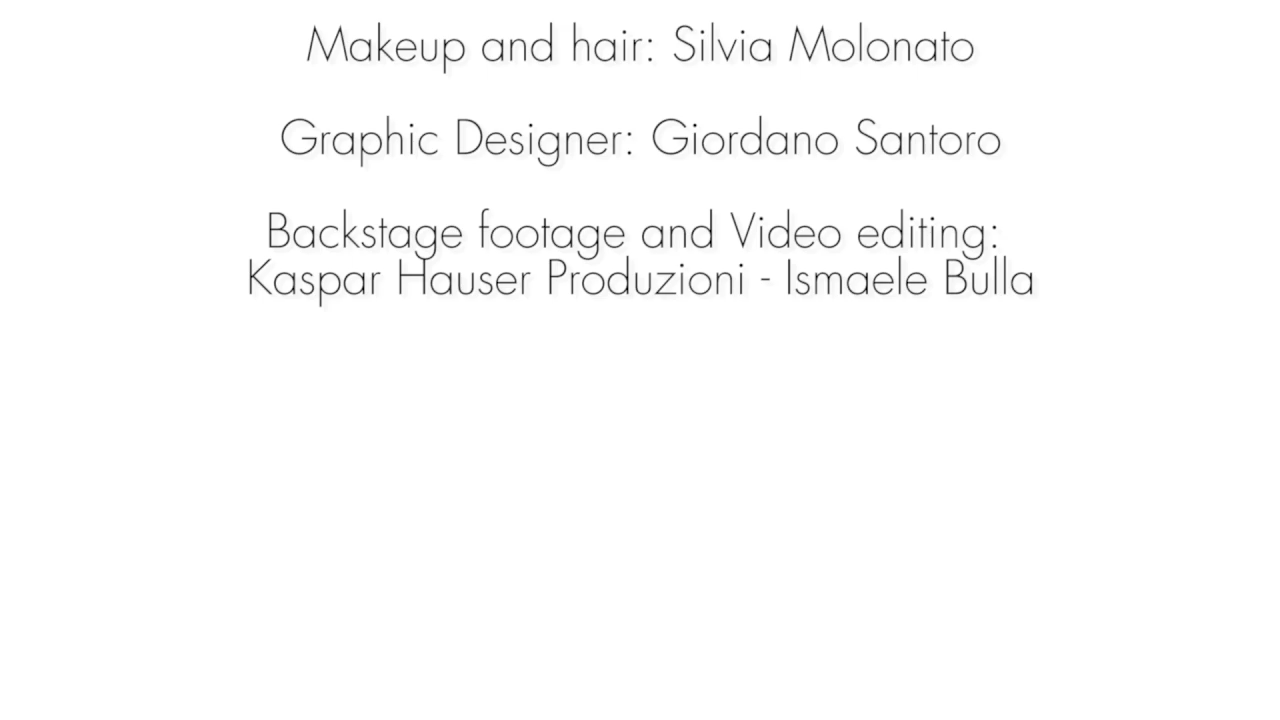 Makeup and hair: Silvia Molonato
Graphic Designer: Giordano Santoro
Backstage footage and Video editing:
Kaspar Hauser Produzioni - Ismaele Bulla